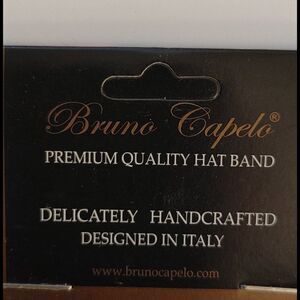 Bruno Capelo®
PREMIUM QUALITY HAT BAND
DELICATELY HANDCRAFTED
DESIGNED IN ITALY
www.brunocapelo.com